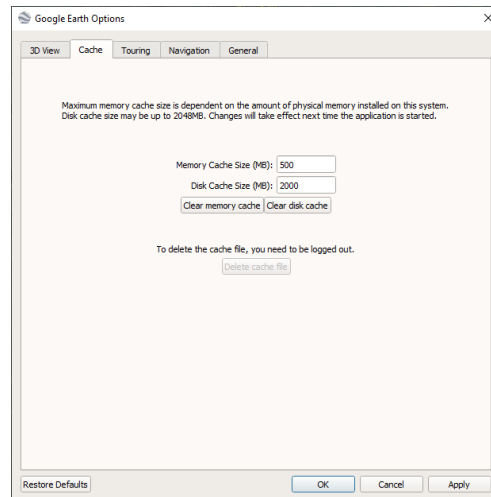 Google Earth Options
3D View Cache Touring Navigation General
Maximum memory cache size is dependent on the amount of physical memory installed on this system.
Disk cache size may be up to 2048MB. Changes will take effect next time the application is started.
Memory Cache Size (MB): 500
Disk Cache Size (MB): 2000
Clear memory cache Clear disk cache
To delete the cache file, you need to be logged out.
Delete cache file
Restore Defaults OK Cancel Apply